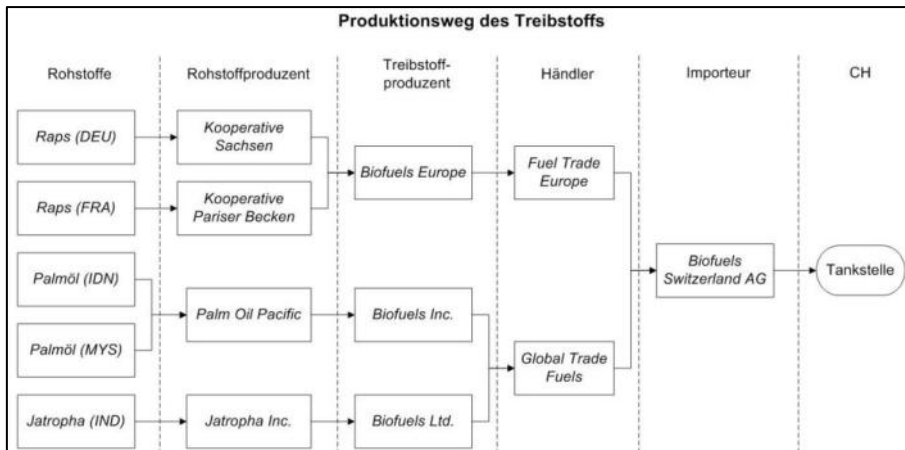 Produktionsweg des Treibstoffs
Rohstoffe
Rohstoffproduzent
Treibstoff-
produzent
Händler
Importeur
CH
Raps (DEU)
Kooperative
Sachsen
Raps (FRA)
Kooperative
Pariser Becken
Biofuels Europe
Fuel Trade
Europe
Palmöl (IDN)
Palmöl (MYS)
Palm Oil Pacific
Biofuels Inc.
Jatropha (IND)
Jatropha Inc.
Biofuels Ltd.
Global Trade
Fuels
Biofuels
Switzerland AG
Tankstelle